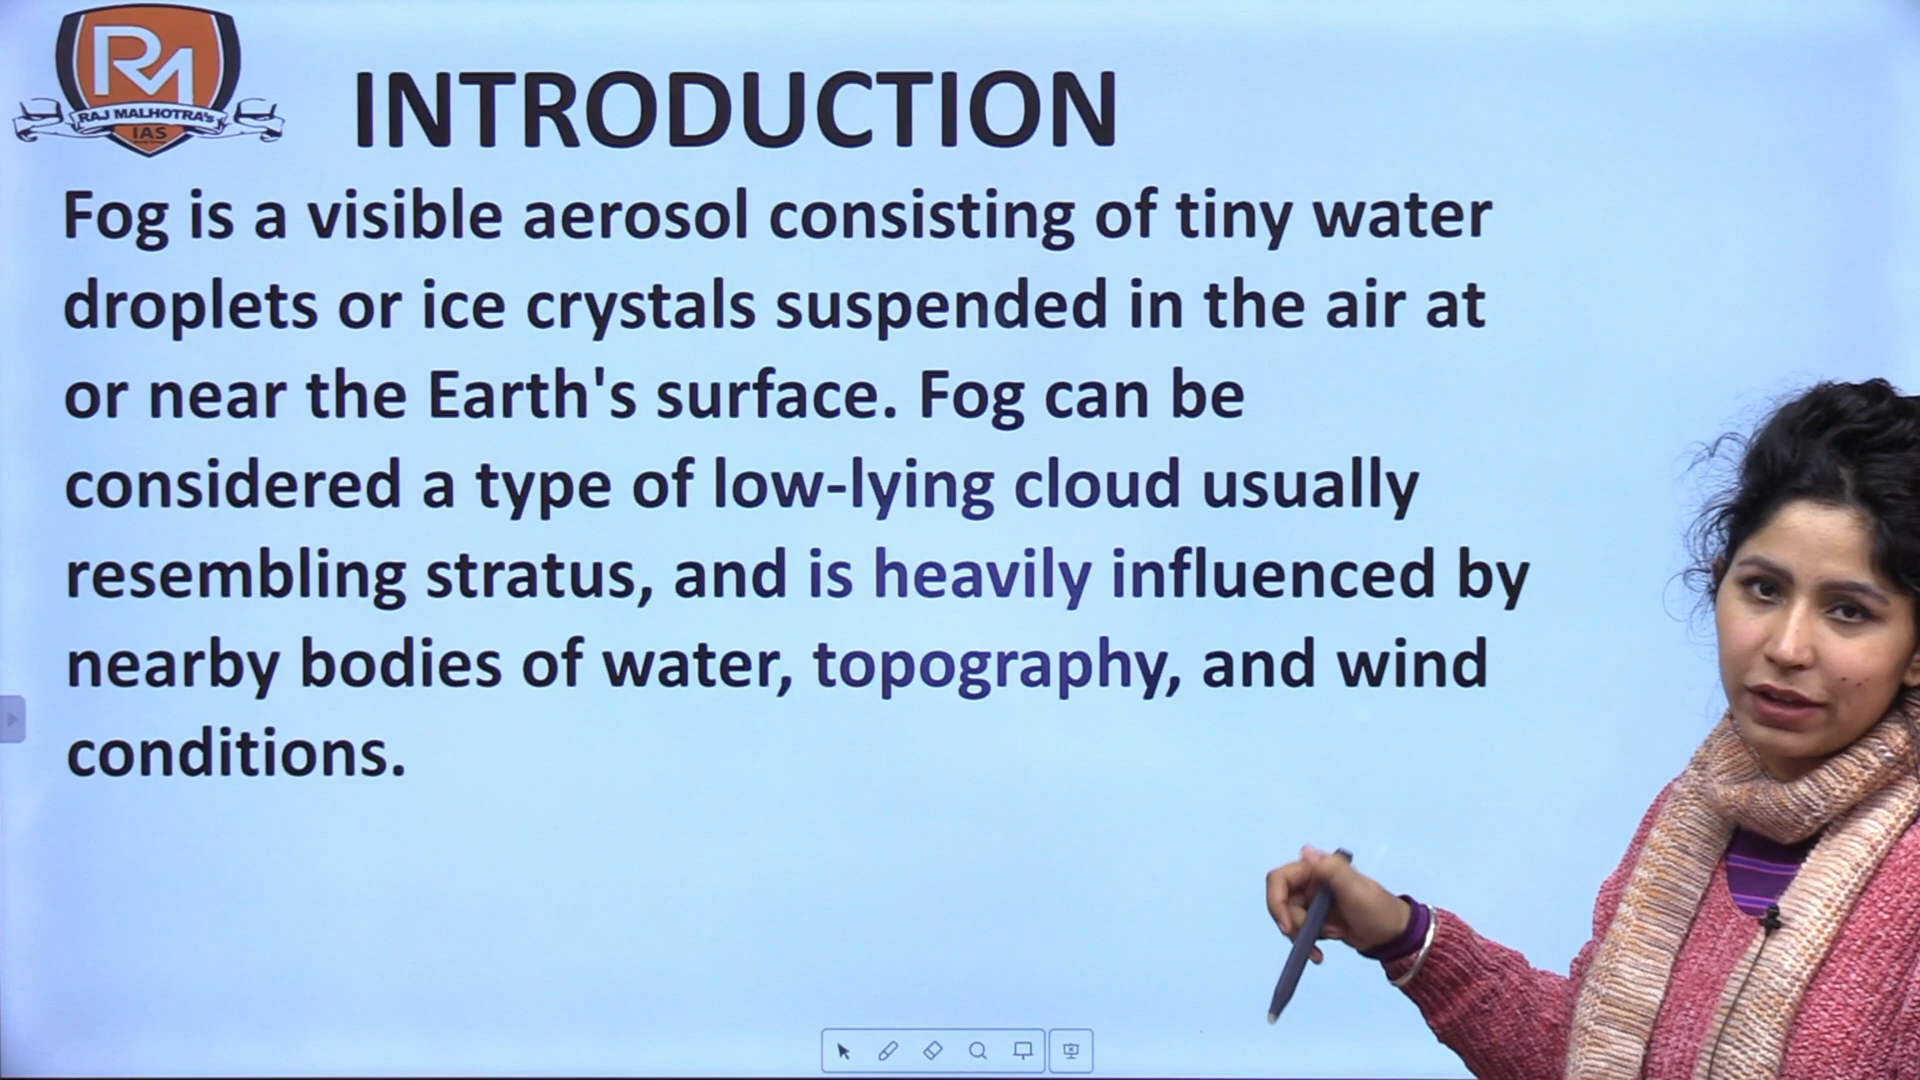 RM
RAJ MALHOTRA's
IAS
INTRODUCTION
Fog is a visible aerosol consisting of tiny water
droplets or ice crystals suspended in the air at
or near the Earth's surface. Fog can be
considered a type of low-lying cloud usually
resembling stratus, and is heavily influenced by
nearby bodies of water, topography, and wind
conditions.